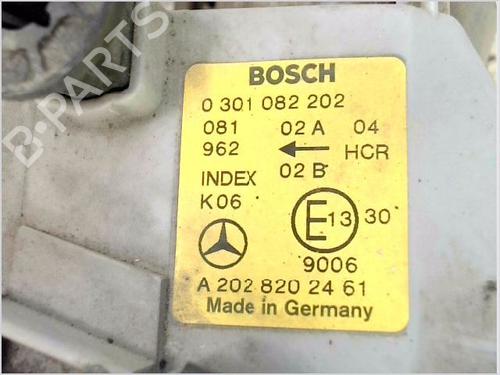 BOSCH
0 301 082 202
081 02 A 04
962 ← HCR
INDEX 02 B
K06
E 13 30
9006
A 202 820 24 61
Made in Germany
B-PARTS